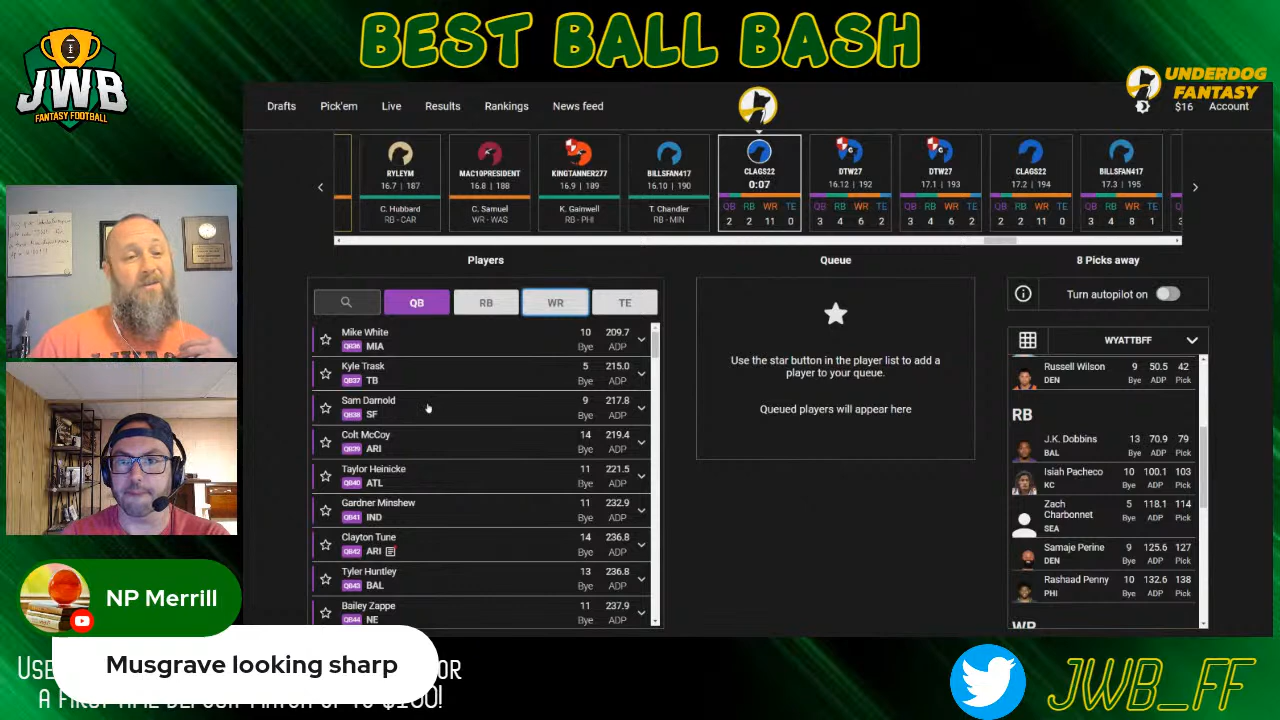 BEST BALL BASH
JWB
FANTASY FOOTBALL
UNDERDOG
FANTASY
Drafts Pick'em Live Results Rankings News feed
$16 Account
RYLEYM
16.7 | 187
C. Hubbard
RB - CAR
MAC10PRESIDENT
16.8 | 188
C. Samuel
WR - WAS
KINGTANNER277
16.9 | 189
K. Gainwell
RB - PHI
BILLSFAN417
16.10 | 190
T. Chandler
RB - MIN
CLAGS22
0:07
QB RB WR TE
2 2 11 0
DTW27
16.12 | 192
QB RB WR TE
3 4 6 2
DTW27
17.1 | 193
QB RB WR TE
3 4 6 2
CLAGS22
17.2 | 194
QB RB WR TE
2 2 11 0
BILLSFAN417
17.3 | 195
QB RB WR TE
3 4 8 1
Players
QB RB WR TE
Mike White 10 209.7
QB36 MIA Bye ADP
Kyle Trask 5 215.0
QB37 TB Bye ADP
Sam Darnold 9 217.8
QB38 SF Bye ADP
Colt McCoy 14 219.4
QB39 ARI Bye ADP
Taylor Heinicke 11 221.5
QB40 ATL Bye ADP
Gardner Minshew 11 232.9
QB41 IND Bye ADP
Clayton Tune 14 236.8
QB42 ARI Bye ADP
Tyler Huntley 13 236.8
QB43 BAL Bye ADP
Bailey Zappe 11 237.9
QB44 NE Bye ADP
Queue
Use the star button in the player list to add a
player to your queue.
Queued players will appear here
8 Picks away
Turn autopilot on
WYATTBFF
Russell Wilson 9 50.5 42
DEN Bye ADP Pick
RB
J.K. Dobbins 13 70.9 79
BAL Bye ADP Pick
Isiah Pacheco 10 100.1 103
KC Bye ADP Pick
Zach
Charbonnet 5 118.1 114
SEA Bye ADP Pick
Samaje Perine 9 125.6 127
DEN Bye ADP Pick
Rashaad Penny 10 132.6 138
PHI Bye ADP Pick
WR
NP Merrill
Musgrave looking sharp
USE
OR
JWB_FF